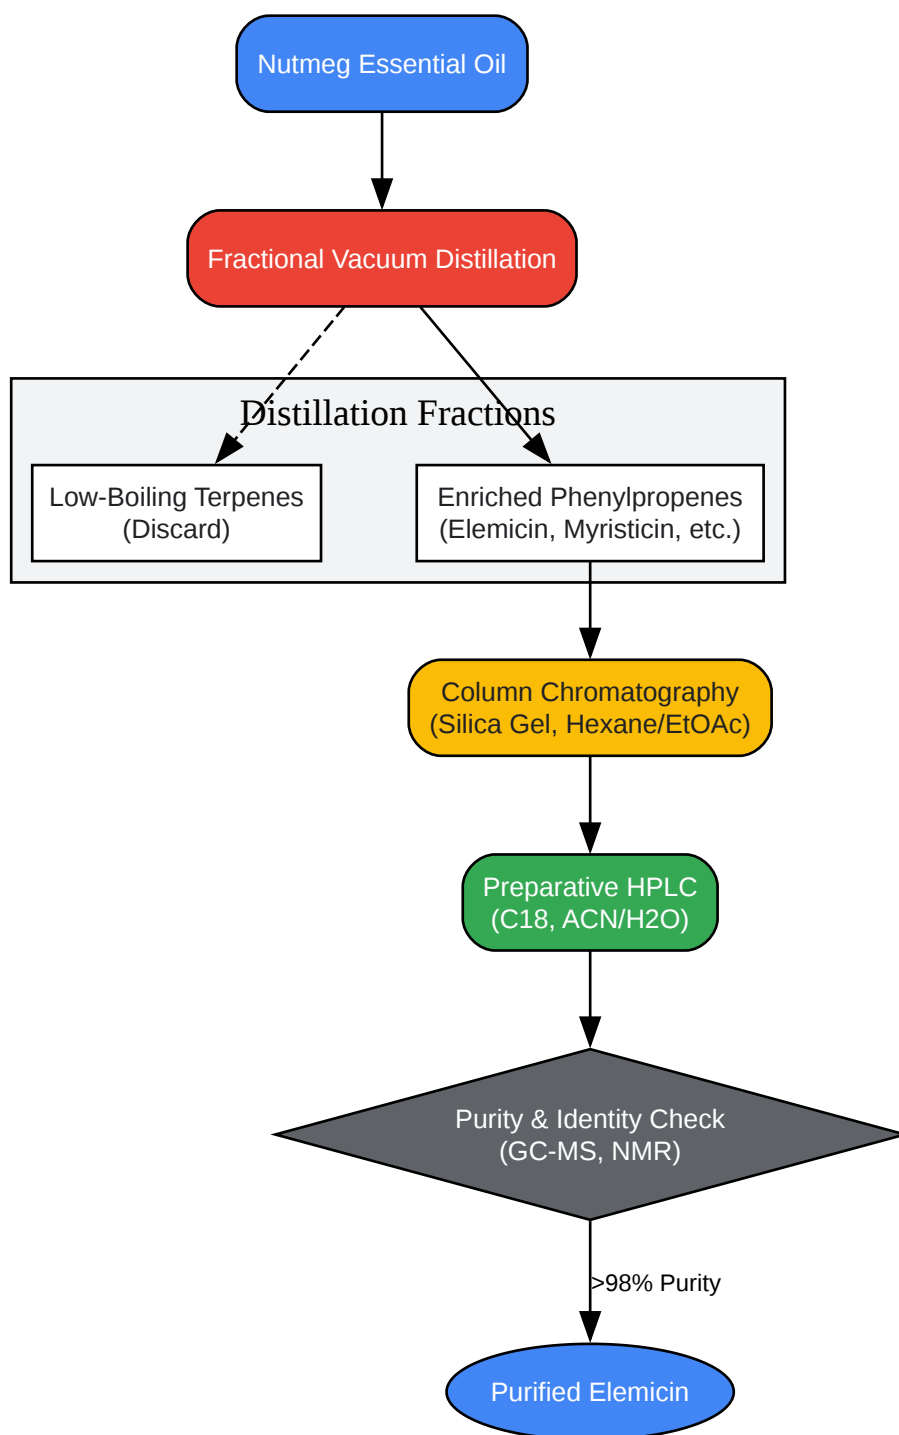 Nutmeg Essential Oil
Fractional Vacuum Distillation
Distillation Fractions
Low-Boiling Terpenes
(Discard)
Enriched Phenylpropenes
(Elemicin, Myristicin, etc.)
Column Chromatography
(Silica Gel, Hexane/EtOAc)
Preparative HPLC
(C18, ACN/H2O)
Purity & Identity Check
(GC-MS, NMR)
>98% Purity
Purified Elemicin